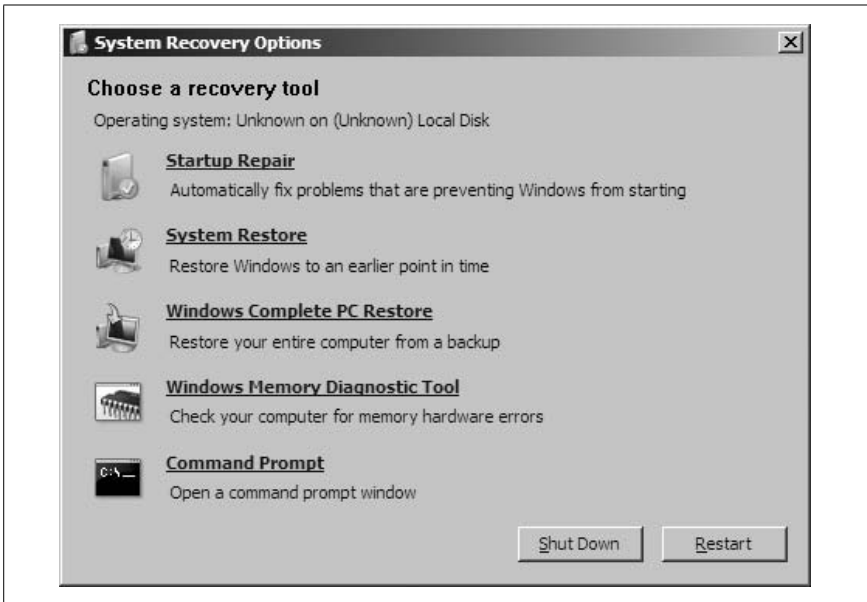 System Recovery Options
Choose a recovery tool
Operating system: Unknown on (Unknown) Local Disk
Startup Repair
Automatically fix problems that are preventing Windows from starting
System Restore
Restore Windows to an earlier point in time
Windows Complete PC Restore
Restore your entire computer from a backup
Windows Memory Diagnostic Tool
Check your computer for memory hardware errors
C:\_
Command Prompt
Open a command prompt window
Shut Down
Restart